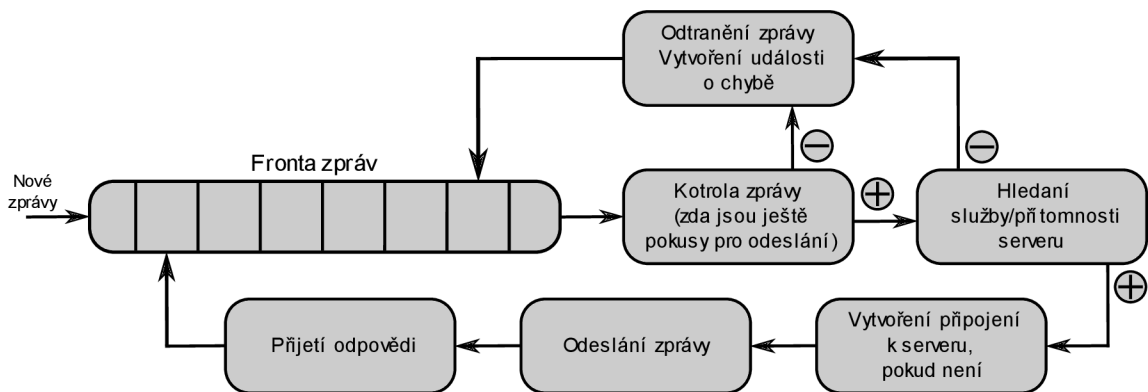 Odtranění zprávy
Vytvoření události
o chybě
Fronta zpráv
Nové
zprávy
Kotrola zprávy
(zda jsou ještě
pokusy pro odeslání)
Hledaní
služby/přítomnosti
serveru
Přijetí odpovědi
Odeslání zprávy
Vytvoření připojení
k serveru,
pokud není